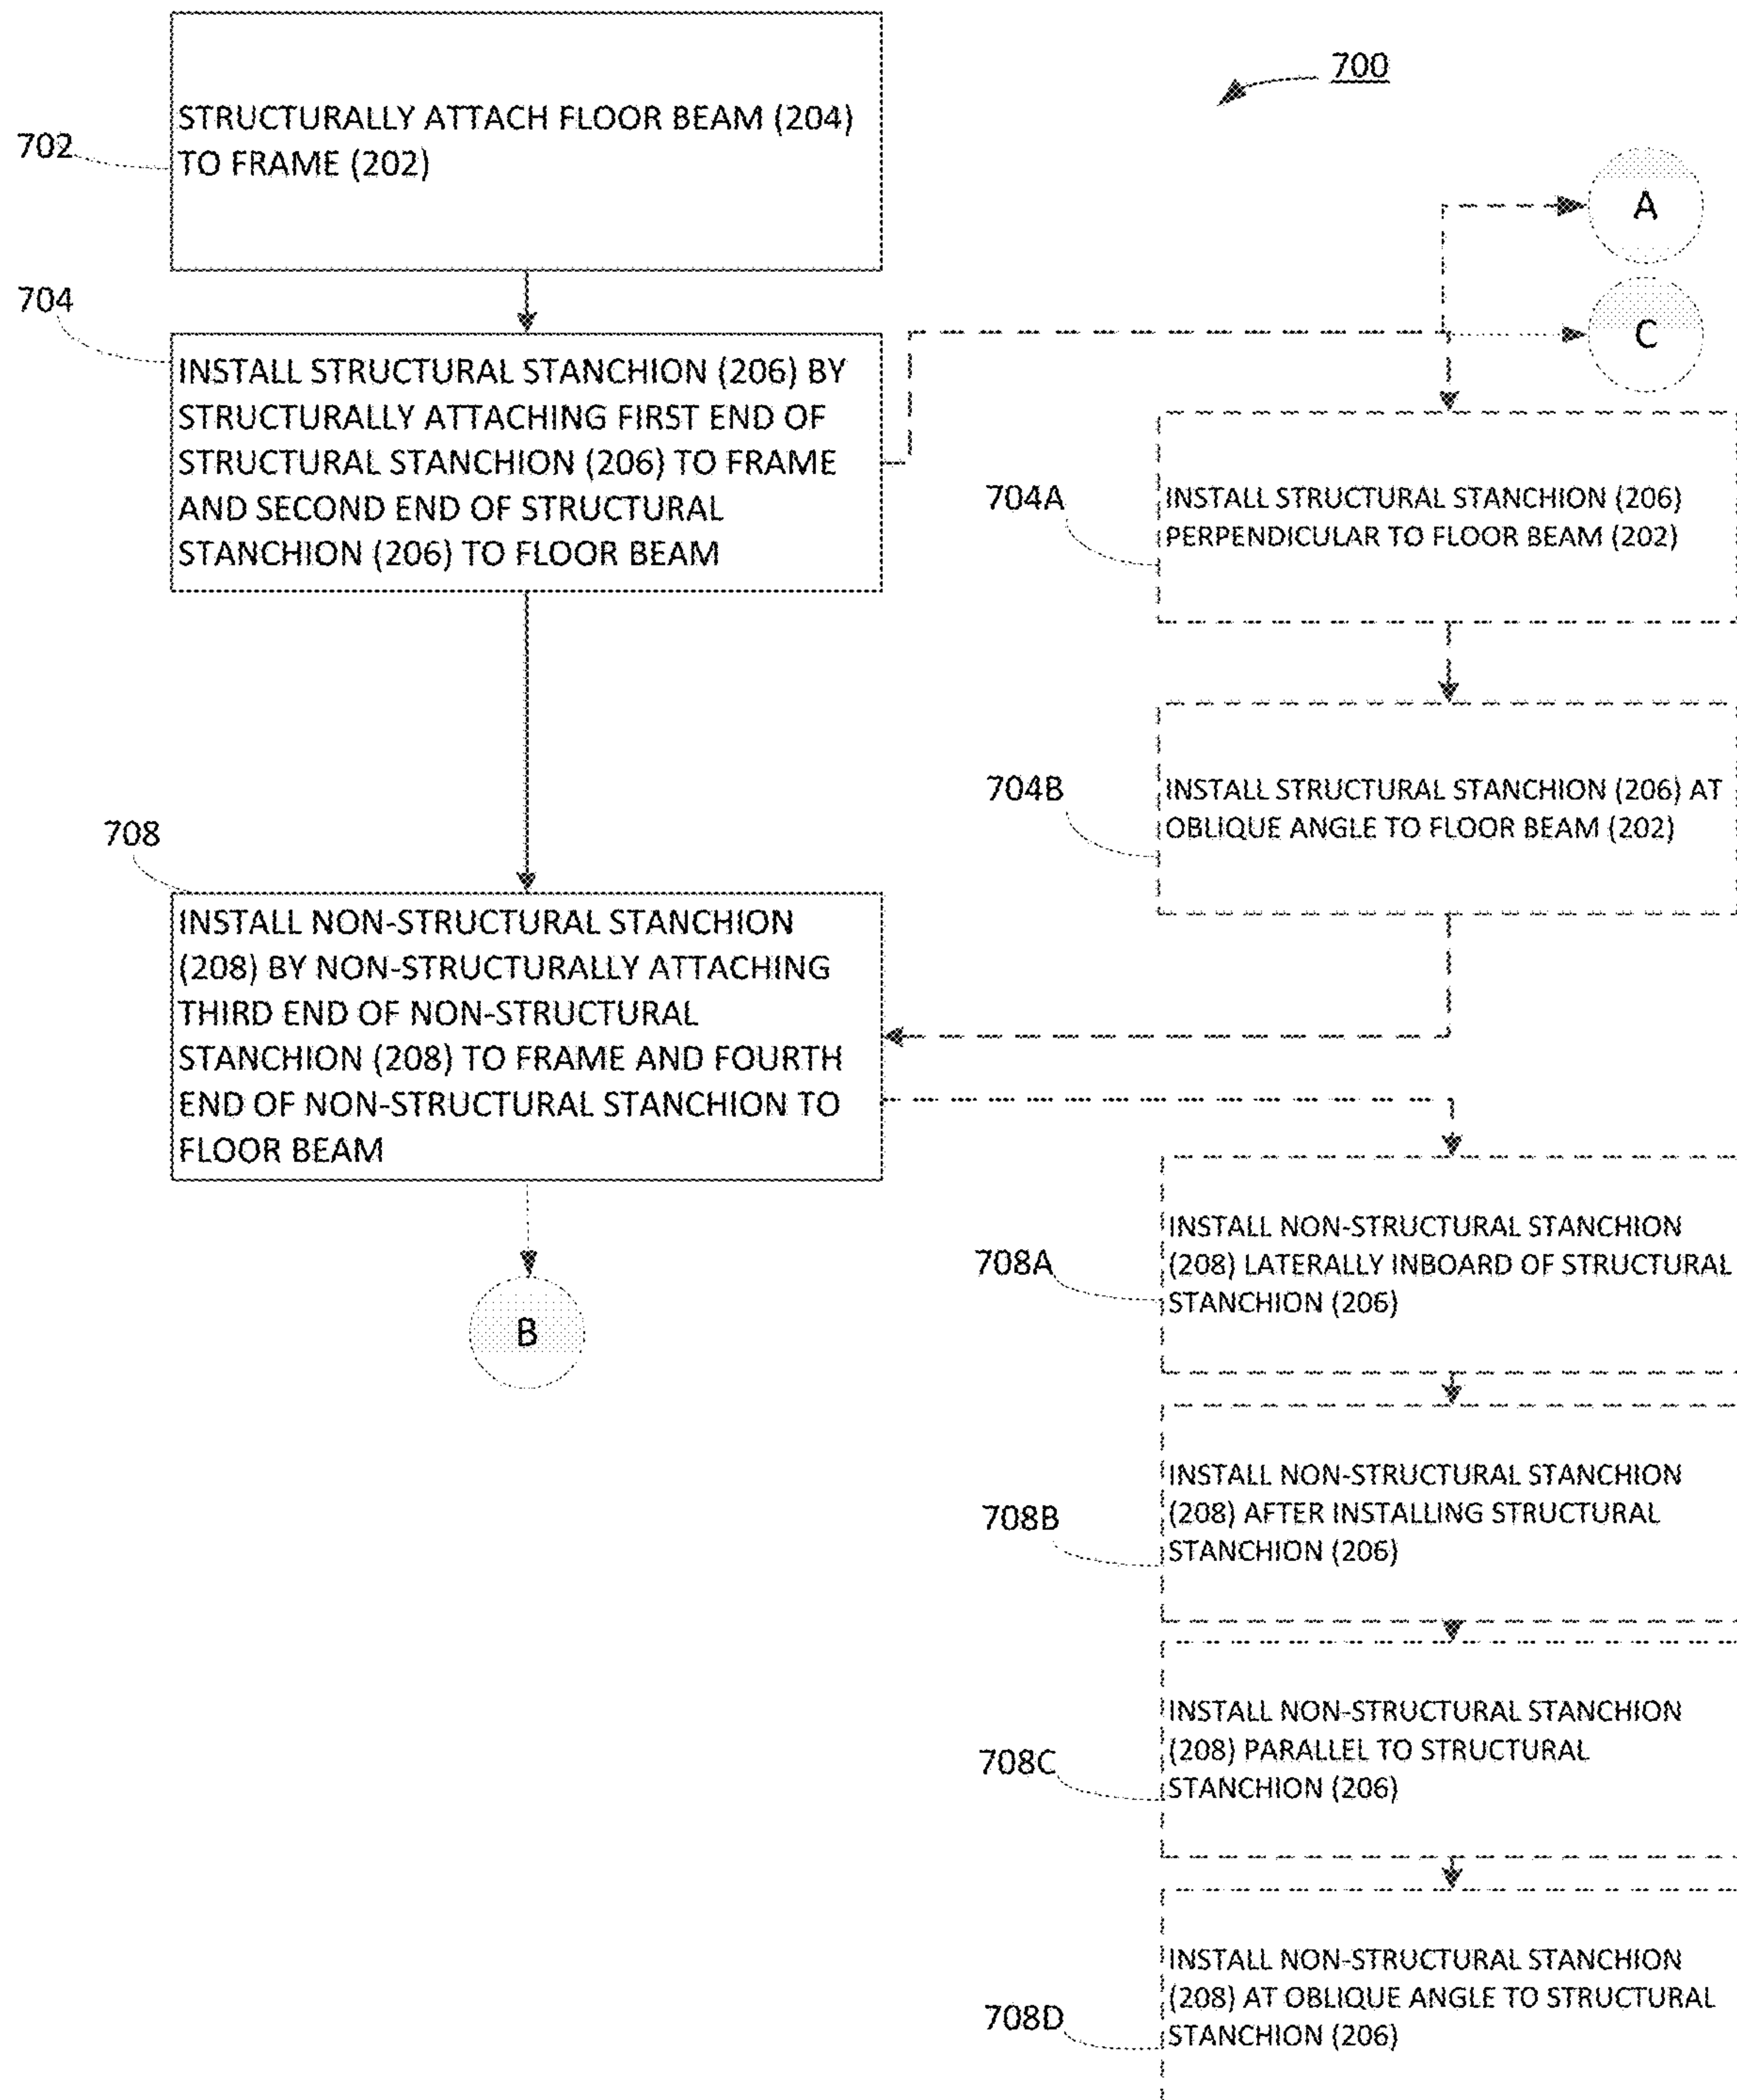 700
702
STRUCTURALLY ATTACH FLOOR BEAM (204)
TO FRAME (202)
A
C
704
INSTALL STRUCTURAL STANCHION (206) BY
STRUCTURALLY ATTACHING FIRST END OF
STRUCTURAL STANCHION (206) TO FRAME
AND SECOND END OF STRUCTURAL
STANCHION (206) TO FLOOR BEAM
704A
INSTALL STRUCTURAL STANCHION (206)
PERPENDICULAR TO FLOOR BEAM (202)
704B
INSTALL STRUCTURAL STANCHION (206) AT
OBLIQUE ANGLE TO FLOOR BEAM (202)
708
INSTALL NON-STRUCTURAL STANCHION
(208) BY NON-STRUCTURALLY ATTACHING
THIRD END OF NON-STRUCTURAL
STANCHION (208) TO FRAME AND FOURTH
END OF NON-STRUCTURAL STANCHION TO
FLOOR BEAM
B
708A
INSTALL NON-STRUCTURAL STANCHION
(208) LATERALLY INBOARD OF STRUCTURAL
STANCHION (206)
708B
INSTALL NON-STRUCTURAL STANCHION
(208) AFTER INSTALLING STRUCTURAL
STANCHION (206)
708C
INSTALL NON-STRUCTURAL STANCHION
(208) PARALLEL TO STRUCTURAL
STANCHION (206)
708D
INSTALL NON-STRUCTURAL STANCHION
(208) AT OBLIQUE ANGLE TO STRUCTURAL
STANCHION (206)